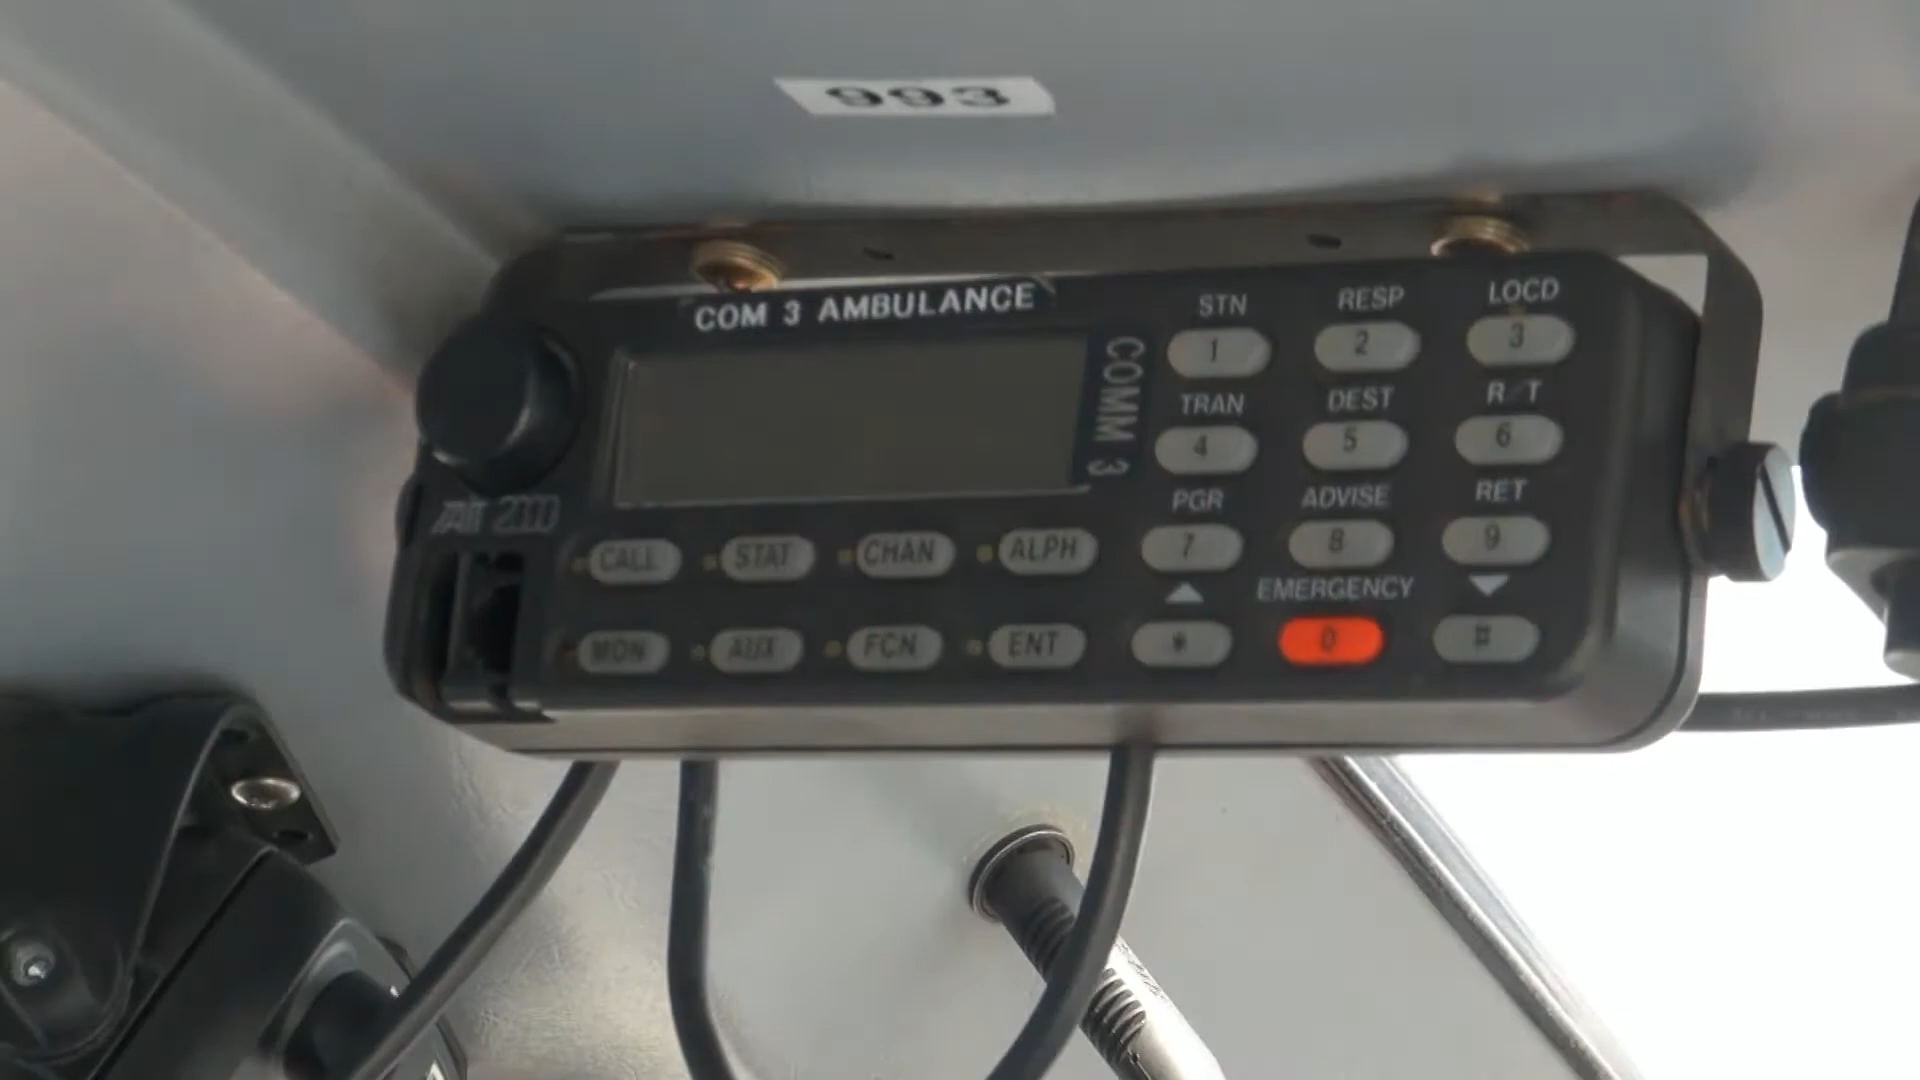 993
COM 3 AMBULANCE
COMM 3
STN RESP LOCD
1 2 3
TRAN DEST R/T
4 5 6
PGR ADVISE RET
7 8 9
EMERGENCY
* 0 #
CALL STAT CHAN ALPH
MON AUX FCN ENT